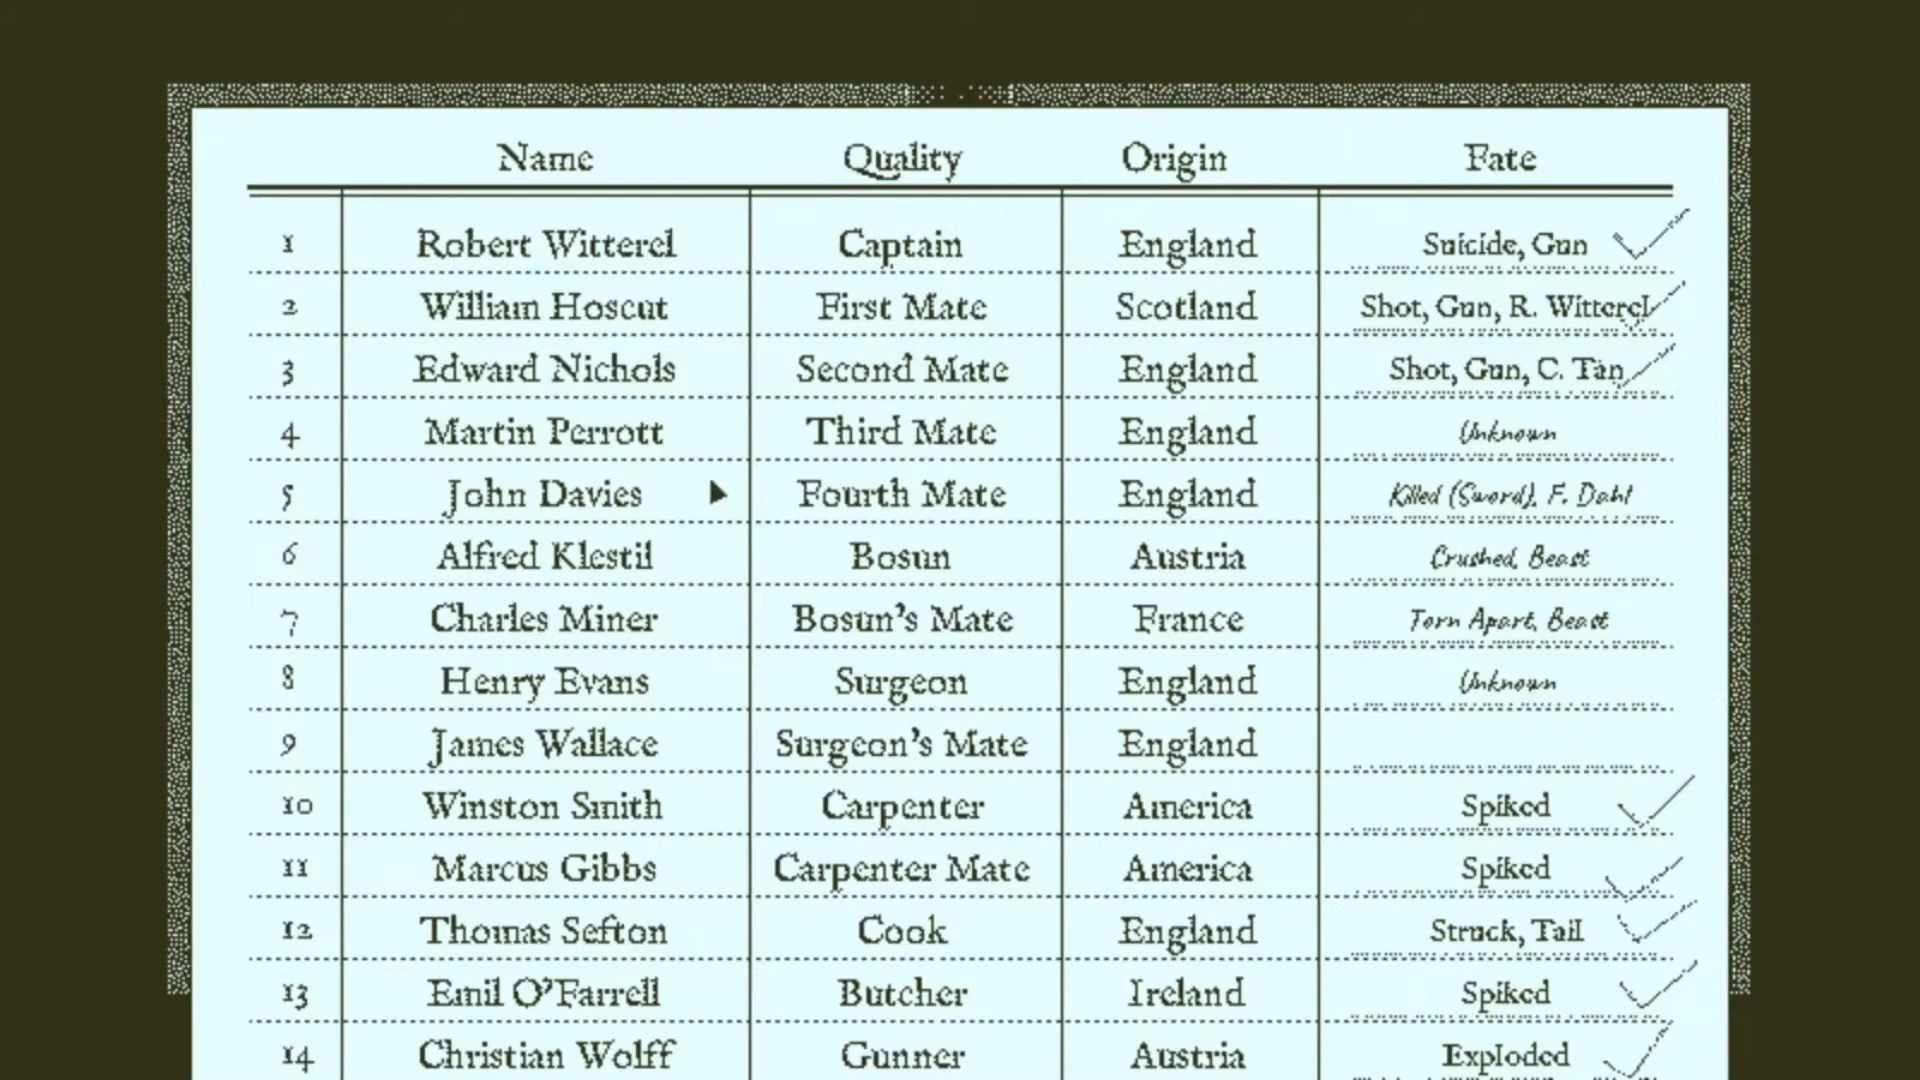 Name Quality Origin Fate
1 Robert Witterel Captain England Suicide, Gun
2 William Hoscut First Mate Scotland Shot, Gun, R. Witterel
3 Edward Nichols Second Mate England Shot, Gun, C. Tan
4 Martin Perrott Third Mate England Unknown
5 John Davies Fourth Mate England Killed (Sword), F. Dahl
6 Alfred Klestil Bosun Austria Crushed, Beast
7 Charles Miner Bosun's Mate France Torn Apart, Beast
8 Henry Evans Surgeon England Unknown
9 James Wallace Surgeon's Mate England
10 Winston Smith Carpenter America Spiked
11 Marcus Gibbs Carpenter Mate America Spiked
12 Thomas Sefton Cook England Struck, Tail
13 Emil O'Farrell Butcher Ireland Spiked
14 Christian Wolff Gunner Austria Exploded